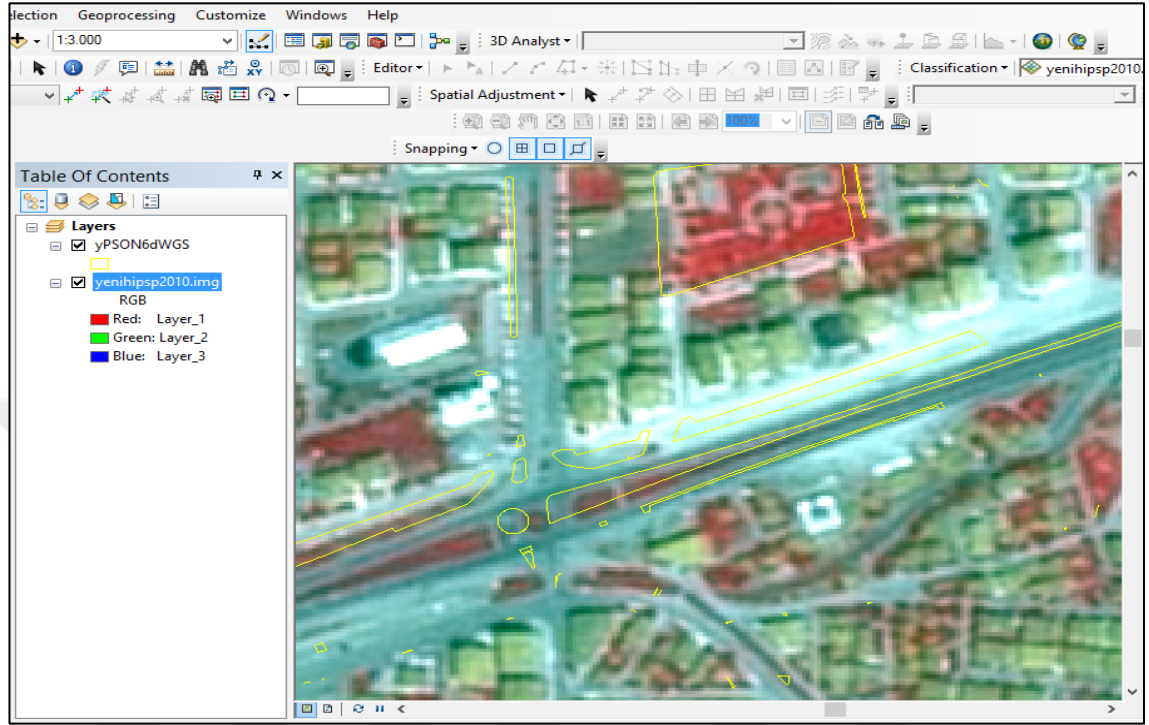 lection Geoprocessing Customize Windows Help
1:3.000 3D Analyst
Editor Classification yenihipsp2010.
Spatial Adjustment
100%
Snapping
Table Of Contents
Layers
yPSON6dWGS
yenihipsp2010.img
RGB
Red: Layer_1
Green: Layer_2
Blue: Layer_3